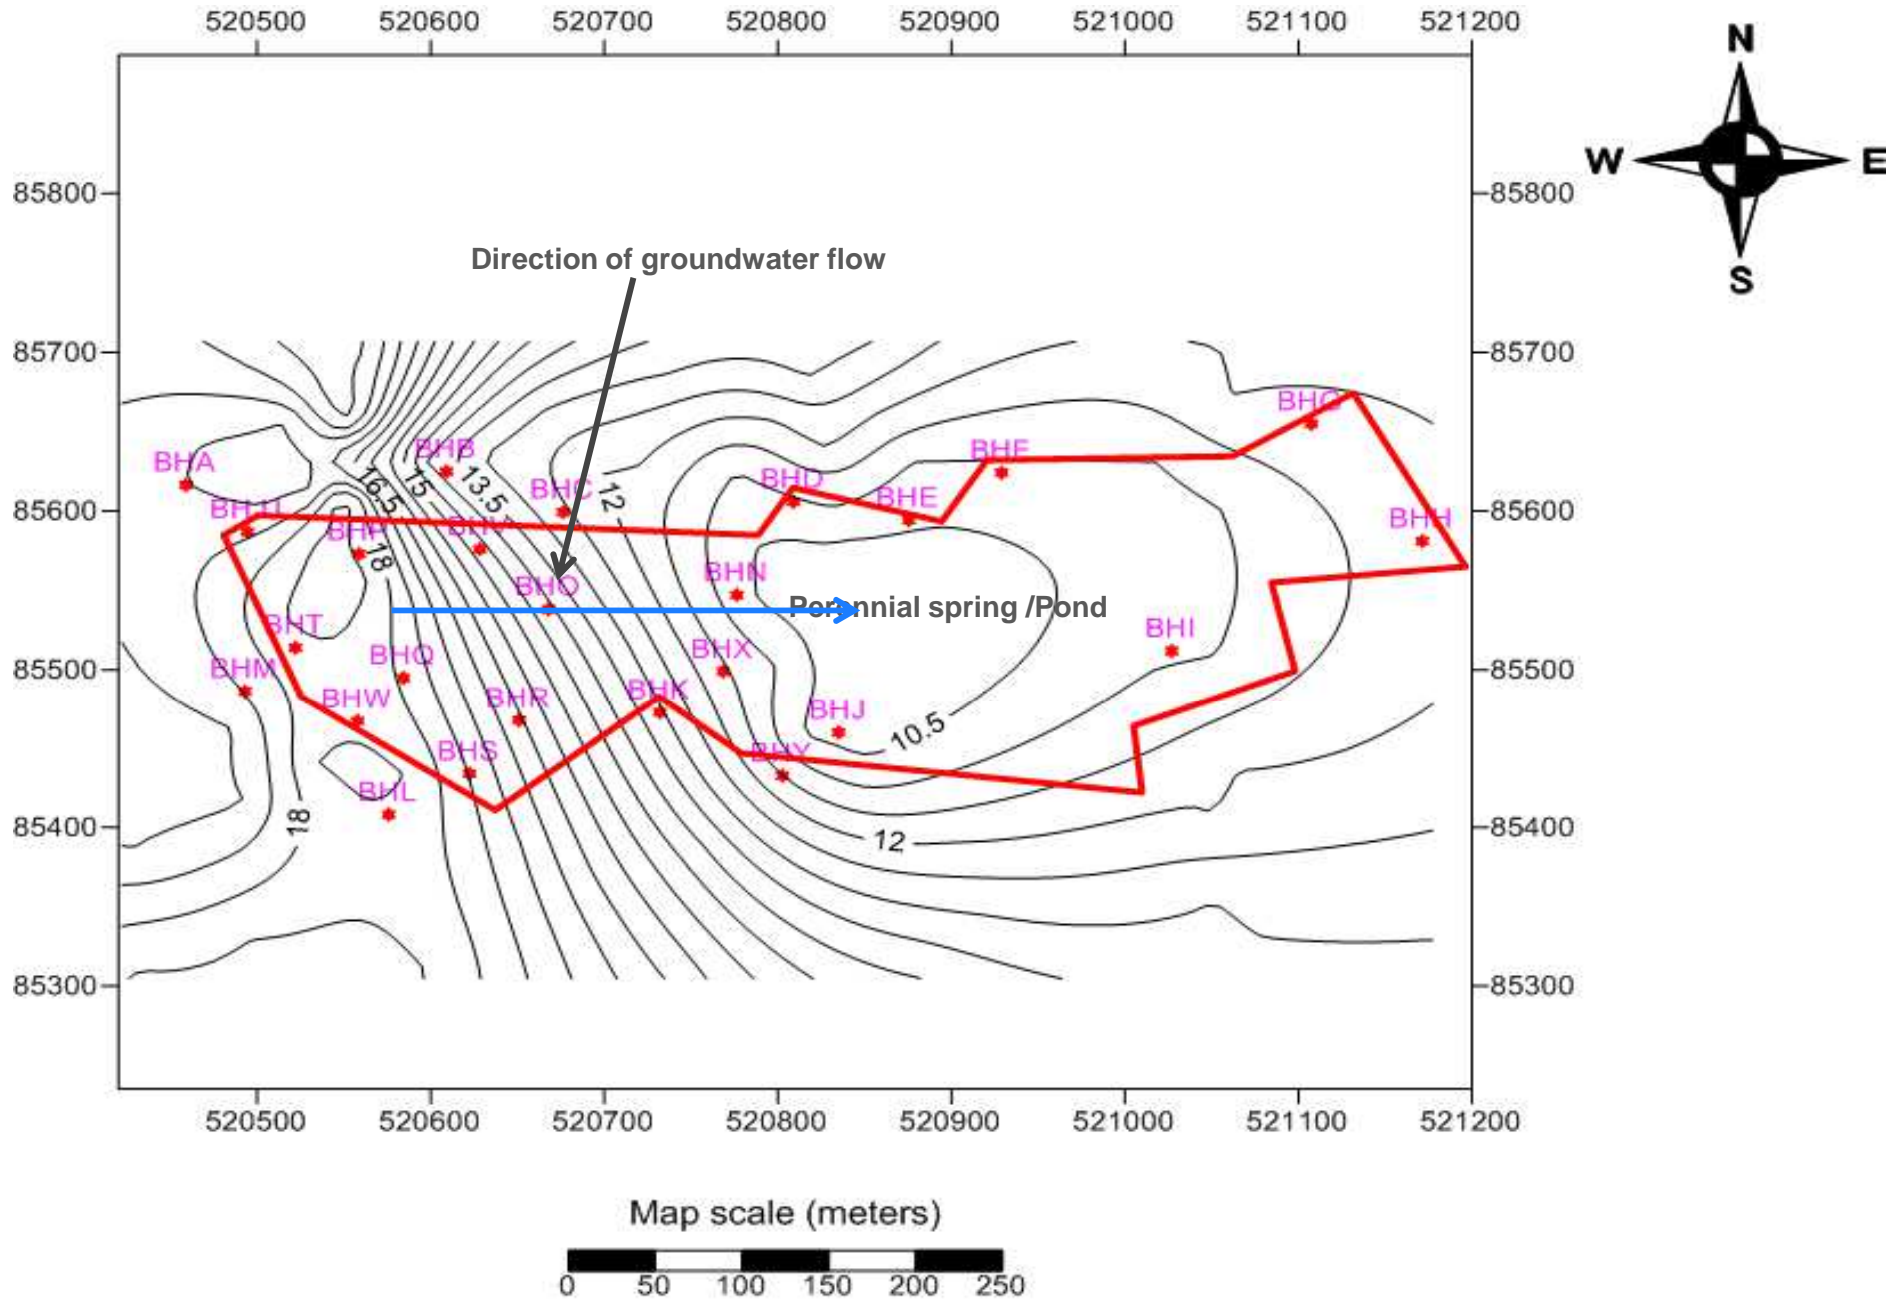 520500 520600 520700 520800 520900 521000 521100 521200
N
W E
S
85800 85800
Direction of groundwater flow
85700 85700
BHG
BHB
BHA
BHF
BHD
16.5 15 13.5
BHC 12
BHE
85600 85600
BHU
BHH
BHP BHV
18
BHN
BHO
Perennial spring /Pond
BHT BHI
BHQ BHX
BHM 85500 85500
BHW BHR BHK
BHJ
10.5
BHS BHY
BHL
18
85400 12 85400
85300 85300
520500 520600 520700 520800 520900 521000 521100 521200
Map scale (meters)
0 50 100 150 200 250